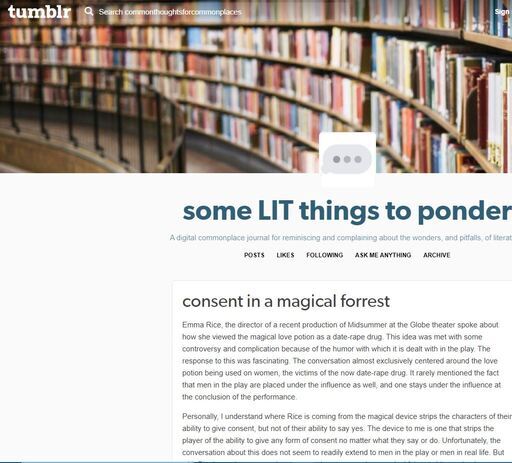 tumblr
Search commonthoughtsforcommonplaces
Sign
some LIT things to ponder
A digital commonplace journal for reminiscing and complaining about the wonders, and pitfalls, of literat
POSTS LIKES FOLLOWING ASK ME ANYTHING ARCHIVE
consent in a magical forrest
Emma Rice, the director of a recent production of Midsummer at the Globe theater spoke about
how she viewed the magical love potion as a date-rape drug. This idea was met with some
controversy and complication because of the humor with which it is dealt with in the play. The
response to this was fascinating. The conversation almost exclusively centered around the love
potion being used on women, the victims of the now date-rape drug. It rarely mentioned the fact
that men in the play are placed under the influence as well, and one stays under the influence at
the conclusion of the performance.
Personally, I understand where Rice is coming from the magical device strips the characters of their
ability to give consent, but not of their ability to say yes. The device to me is one that strips the
player of the ability to give any form of consent no matter what they say or do. Unfortunately, the
conversation about this does not seem to readily extend to men in the play or men in real life. But